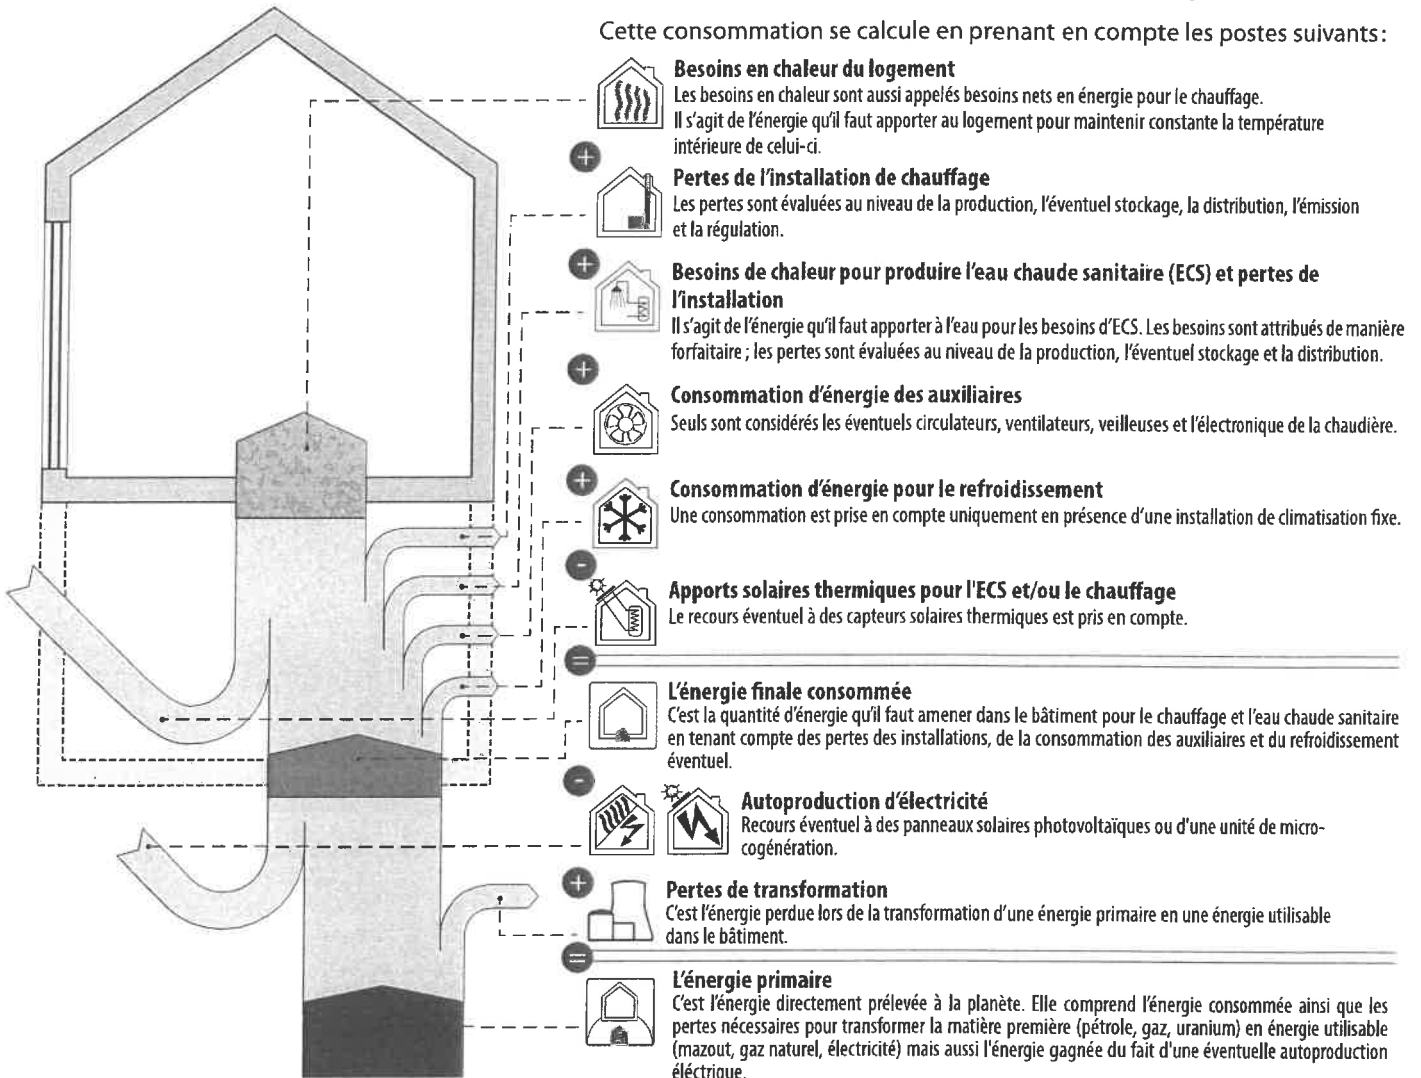 Cette consommation se calcule en prenant en compte les postes suivants:
Besoins en chaleur du logement
Les besoins en chaleur sont aussi appelés besoins nets en énergie pour le chauffage.
Il s'agit de l'énergie qu'il faut apporter au logement pour maintenir constante la température
intérieure de celui-ci.
+
Pertes de l'installation de chauffage
Les pertes sont évaluées au niveau de la production, l'éventuel stockage, la distribution, l'émission
et la régulation.
+
Besoins de chaleur pour produire l'eau chaude sanitaire (ECS) et pertes de
l'installation
Il s'agit de l'énergie qu'il faut apporter à l'eau pour les besoins d'ECS. Les besoins sont attribués de manière
forfaitaire ; les pertes sont évaluées au niveau de la production, l'éventuel stockage et la distribution.
+
Consommation d'énergie des auxiliaires
Seuls sont considérés les éventuels circulateurs, ventilateurs, veilleuses et l'électronique de la chaudière.
+
Consommation d'énergie pour le refroidissement
Une consommation est prise en compte uniquement en présence d'une installation de climatisation fixe.
-
Apports solaires thermiques pour l'ECS et/ou le chauffage
Le recours éventuel à des capteurs solaires thermiques est pris en compte.
=
L'énergie finale consommée
C'est la quantité d'énergie qu'il faut amener dans le bâtiment pour le chauffage et l'eau chaude sanitaire
en tenant compte des pertes des installations, de la consommation des auxiliaires et du refroidissement
éventuel.
-
Autoproduction d'électricité
Recours éventuel à des panneaux solaires photovoltaïques ou d'une unité de micro-
cogénération.
+
Pertes de transformation
C'est l'énergie perdue lors de la transformation d'une énergie primaire en une énergie utilisable
dans le bâtiment.
=
L'énergie primaire
C'est l'énergie directement prélevée à la planète. Elle comprend l'énergie consommée ainsi que les
pertes nécessaires pour transformer la matière première (pétrole, gaz, uranium) en énergie utilisable
(mazout, gaz naturel, électricité) mais aussi l'énergie gagnée du fait d'une éventuelle autoproduction
éléctrique.